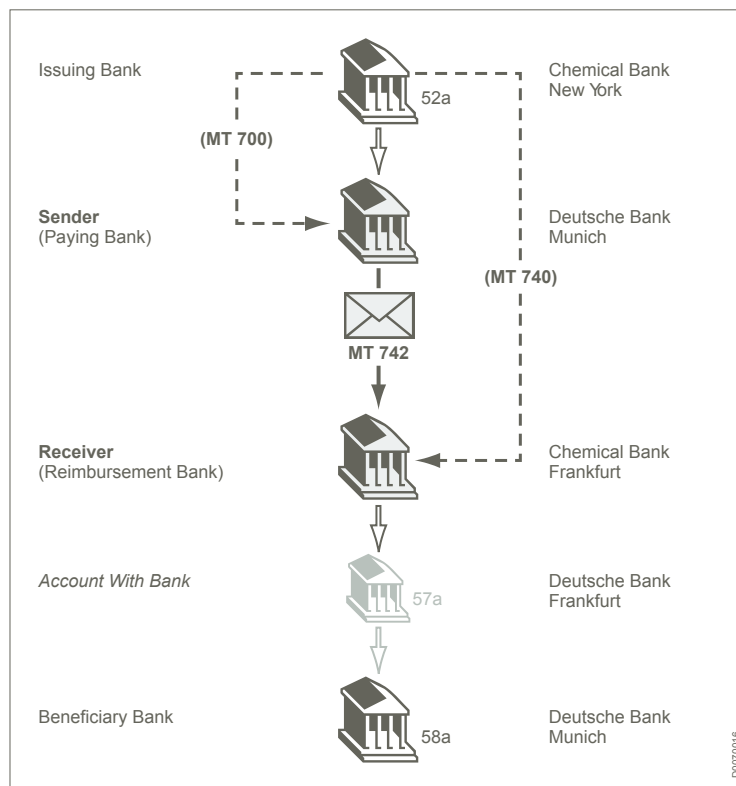 Issuing Bank
52a
Chemical Bank
New York
(MT 700)
Sender
(Paying Bank)
Deutsche Bank
Munich
(MT 740)
MT 742
Receiver
(Reimbursement Bank)
Chemical Bank
Frankfurt
Account With Bank
57a
Deutsche Bank
Frankfurt
Beneficiary Bank
58a
Deutsche Bank
Munich
D0070016